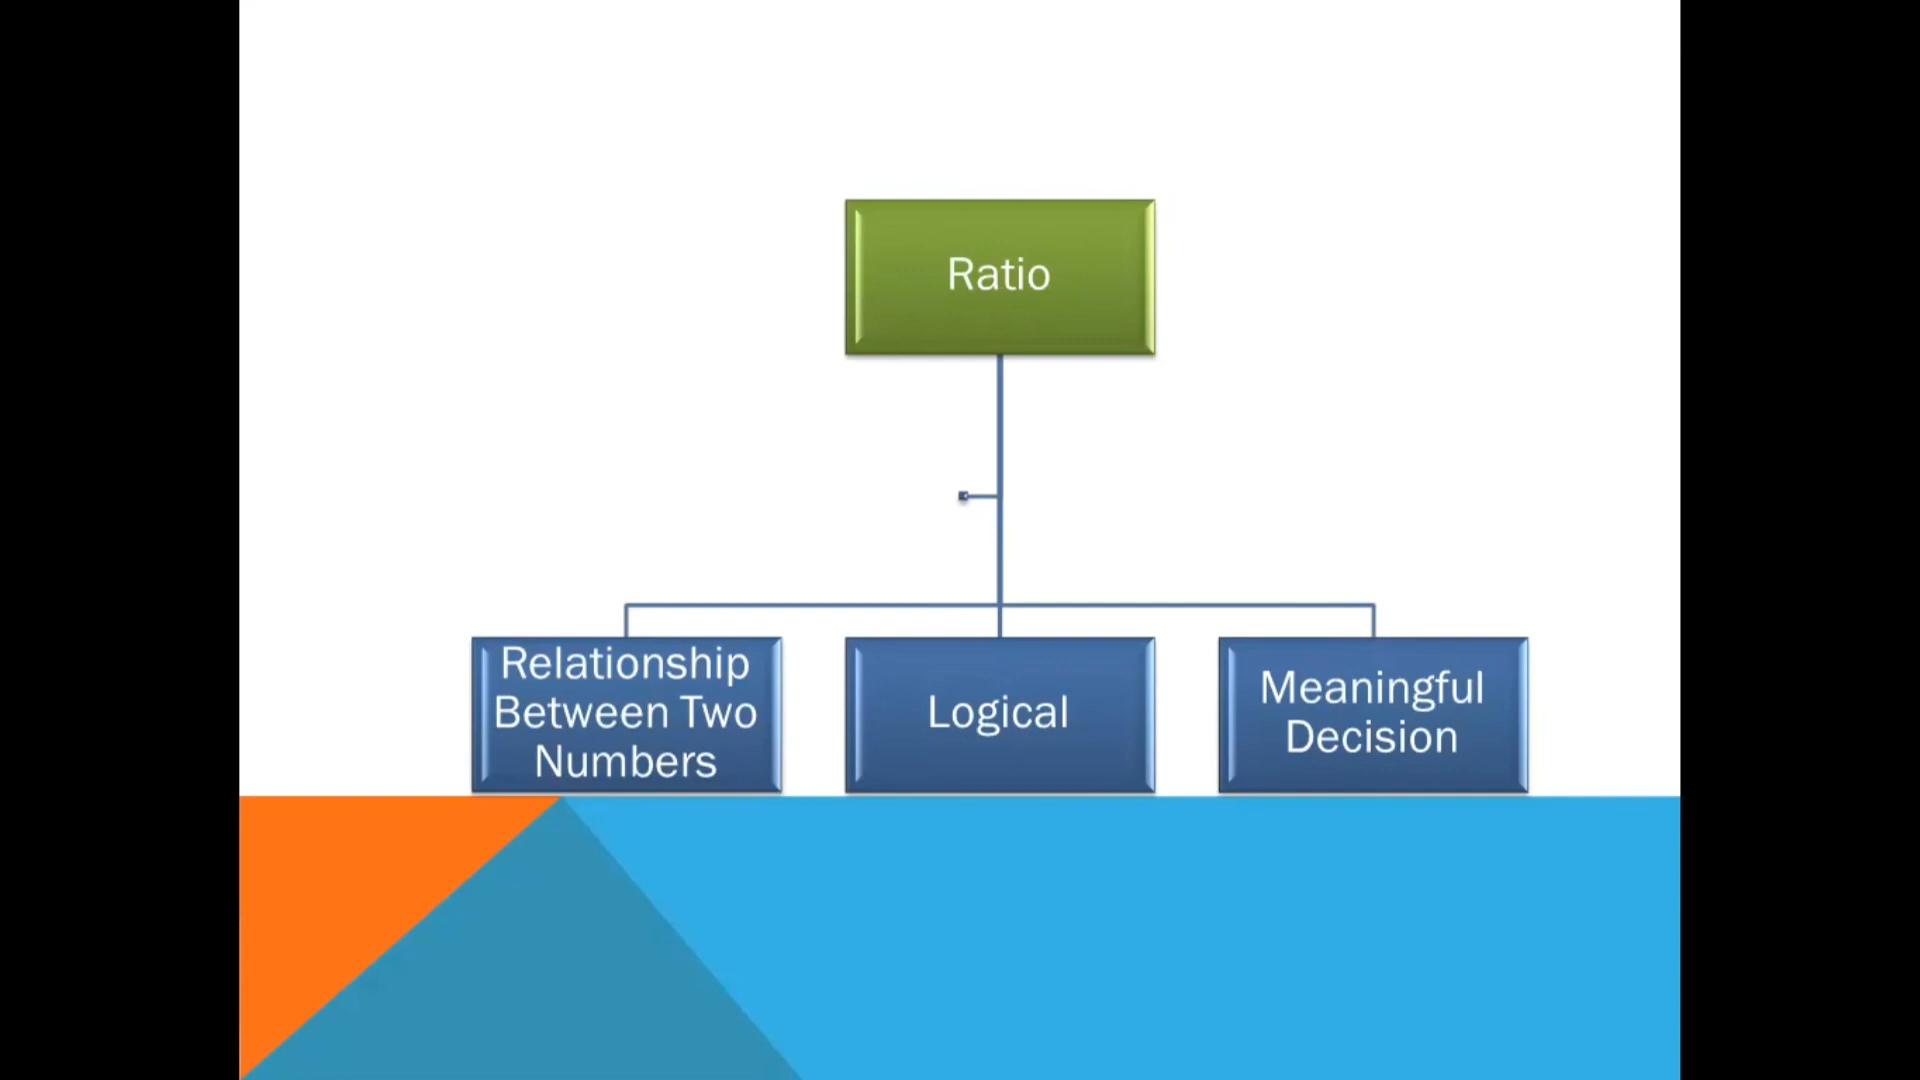 Ratio
Relationship
Between Two
Numbers
Logical
Meaningful
Decision